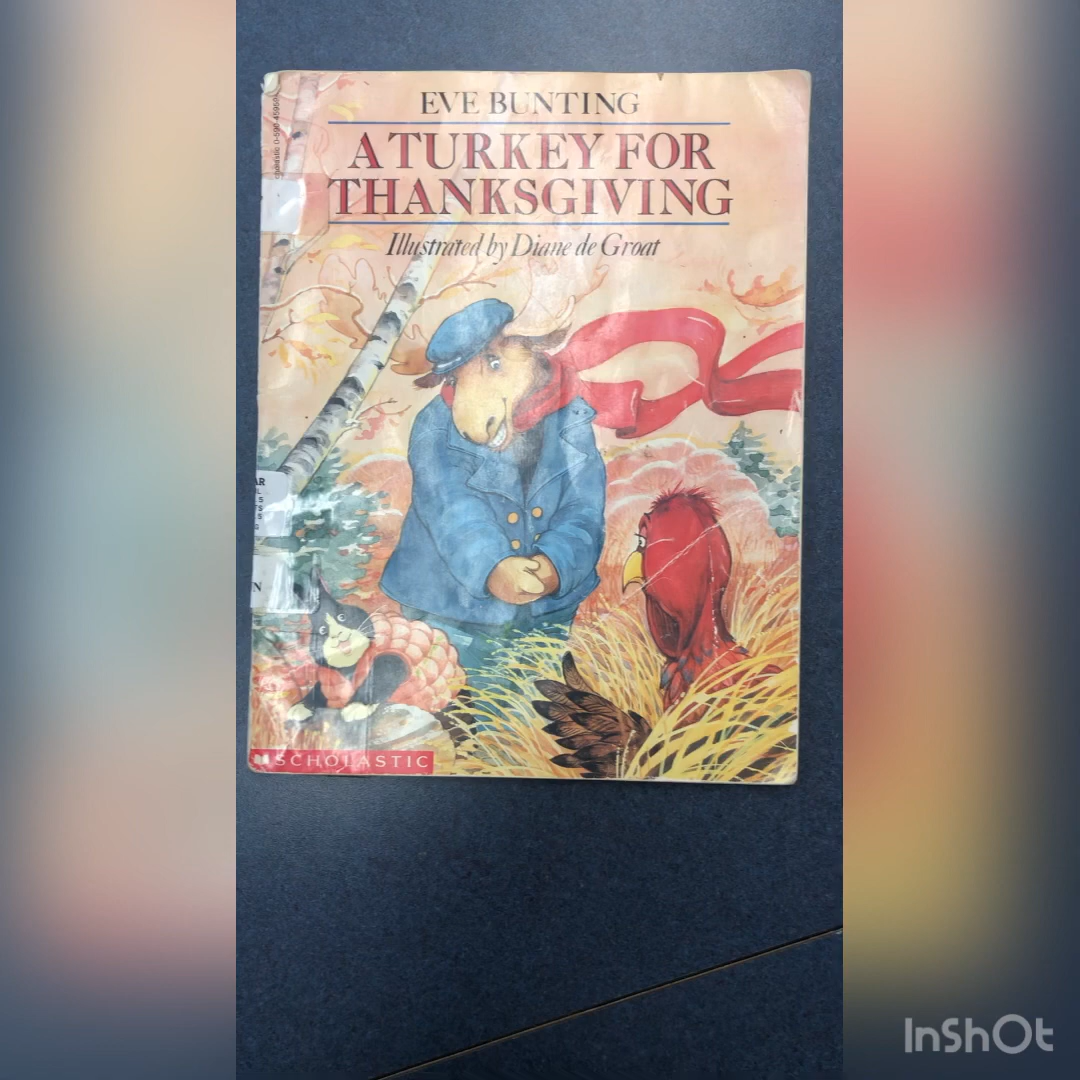 EVE BUNTING
A TURKEY FOR
THANKSGIVING
Illustrated by Diane de Groat
SCHOLASTIC
InShOt